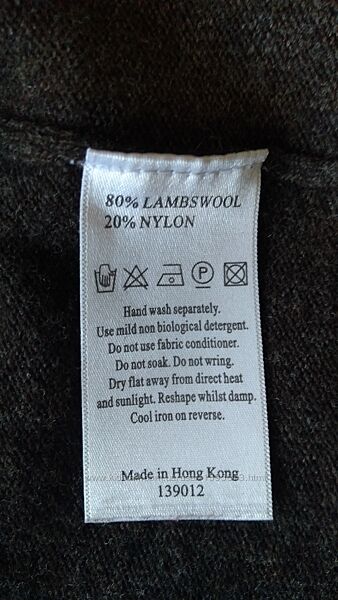 80% LAMBSWOOL
20% NYLON
P
Hand wash separately.
Use mild non biological detergent.
Do not use fabric conditioner.
Do not soak. Do not wring.
Dry flat away from direct heat
and sunlight. Reshape whilst damp.
Cool iron on reverse.
Made in Hong Kong
139012